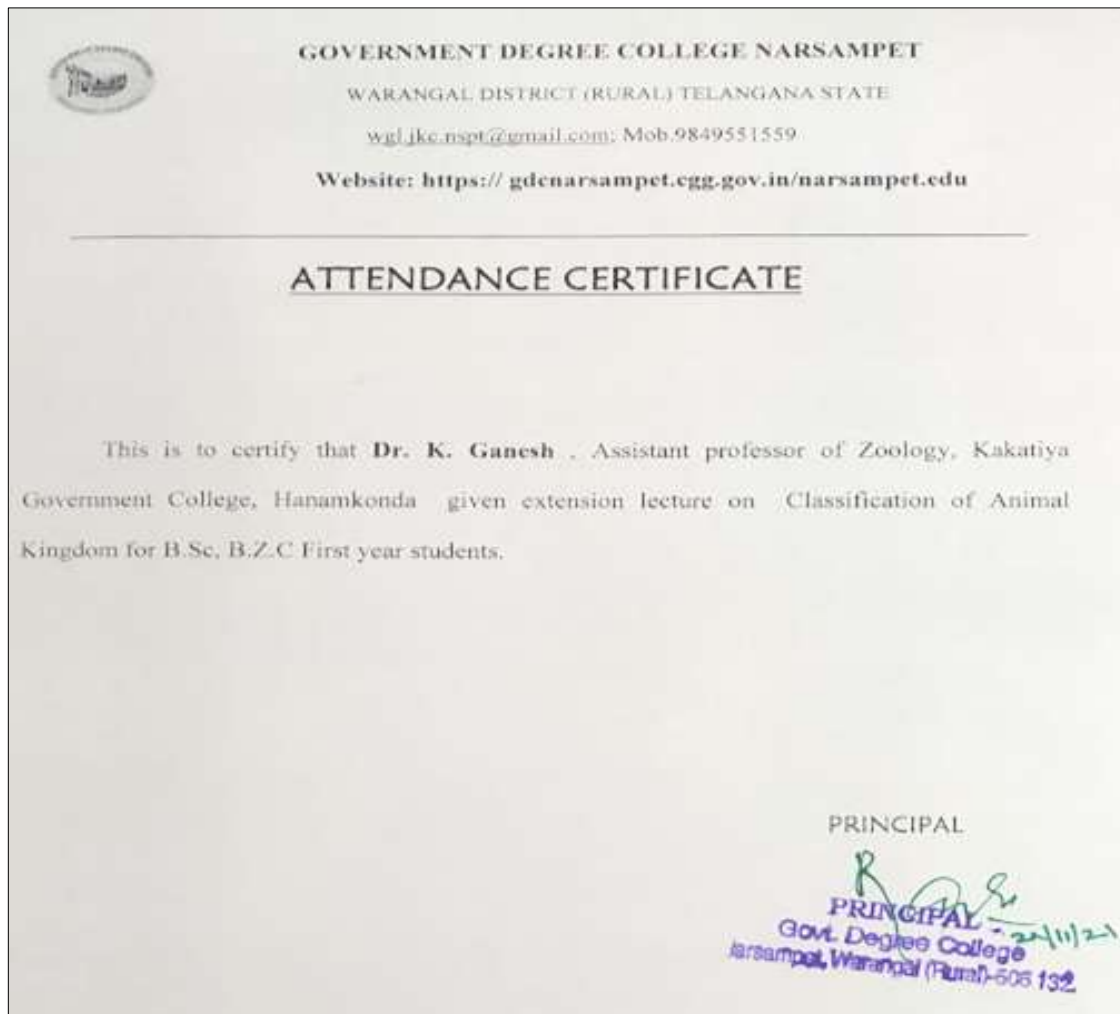 GOVERNMENT DEGREE COLLEGE NARSAMPET
WARANGAL DISTRICT (RURAL) TELANGANA STATE
wgl.jkc.nspt@gmail.com; Mob.9849551559
Website: https:// gdcnarsampet.cgg.gov.in/narsampet.edu
ATTENDANCE CERTIFICATE
This is to certify that Dr. K. Ganesh , Assistant professor of Zoology, Kakatiya
Government College, Hanamkonda given extension lecture on Classification of Animal
Kingdom for B.Sc, B.Z.C First year students.
PRINCIPAL
PRINCIPAL
Govt. Degree College
arsampet, Warangal (Rural)-506 132